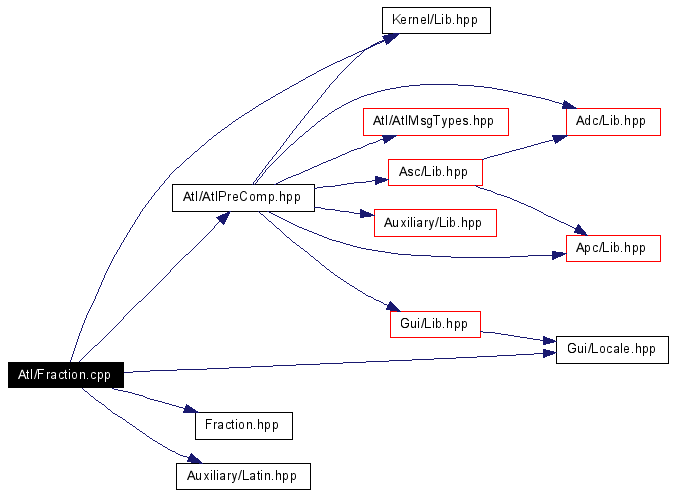 Kernel/Lib.hpp
Atl/AtlMsgTypes.hpp
Adc/Lib.hpp
Asc/Lib.hpp
Atl/AtlPreComp.hpp
Auxiliary/Lib.hpp
Apc/Lib.hpp
Gui/Lib.hpp
Gui/Locale.hpp
Atl/Fraction.cpp
Fraction.hpp
Auxiliary/Latin.hpp